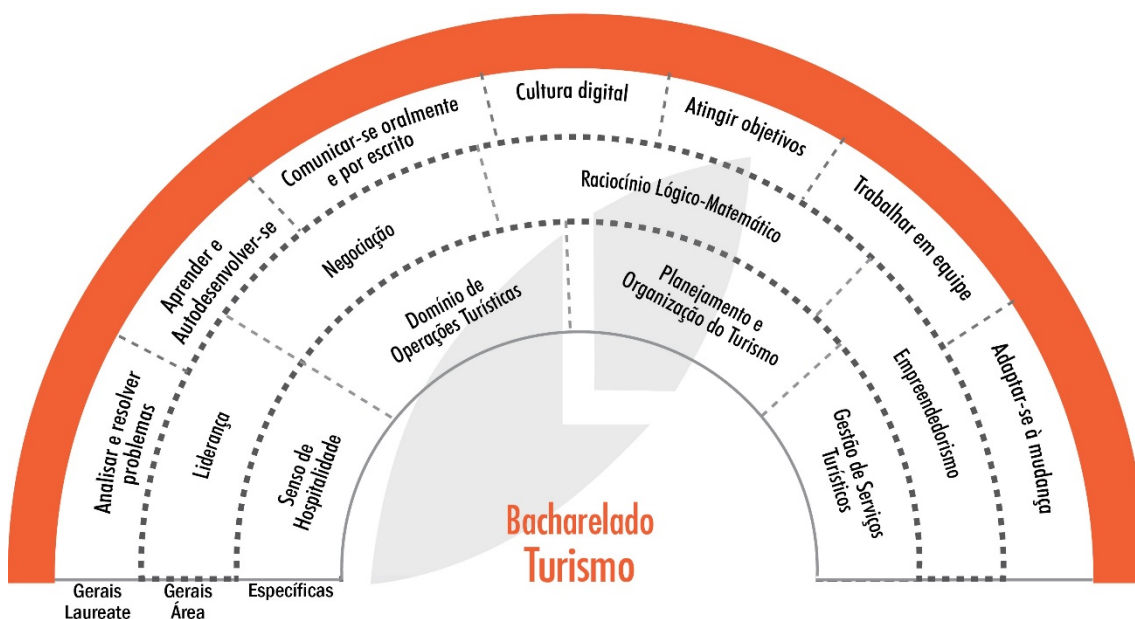 Analisar e resolver
problemas
Aprender e
Autodesenvolver-se
Comunicar-se oralmente
e por escrito
Cultura digital
Atingir objetivos
Trabalhar em equipe
Adaptar-se à mudança
Liderança
Negociação
Raciocínio Lógico-Matemático
Empreendedorismo
Senso de
Hospitalidade
Domínio de
Operações Turísticas
Planejamento e
Organização do Turismo
Gestão de Serviços
Turísticos
Bacharelado
Turismo
Gerais
Laureate
Gerais
Área
Específicas